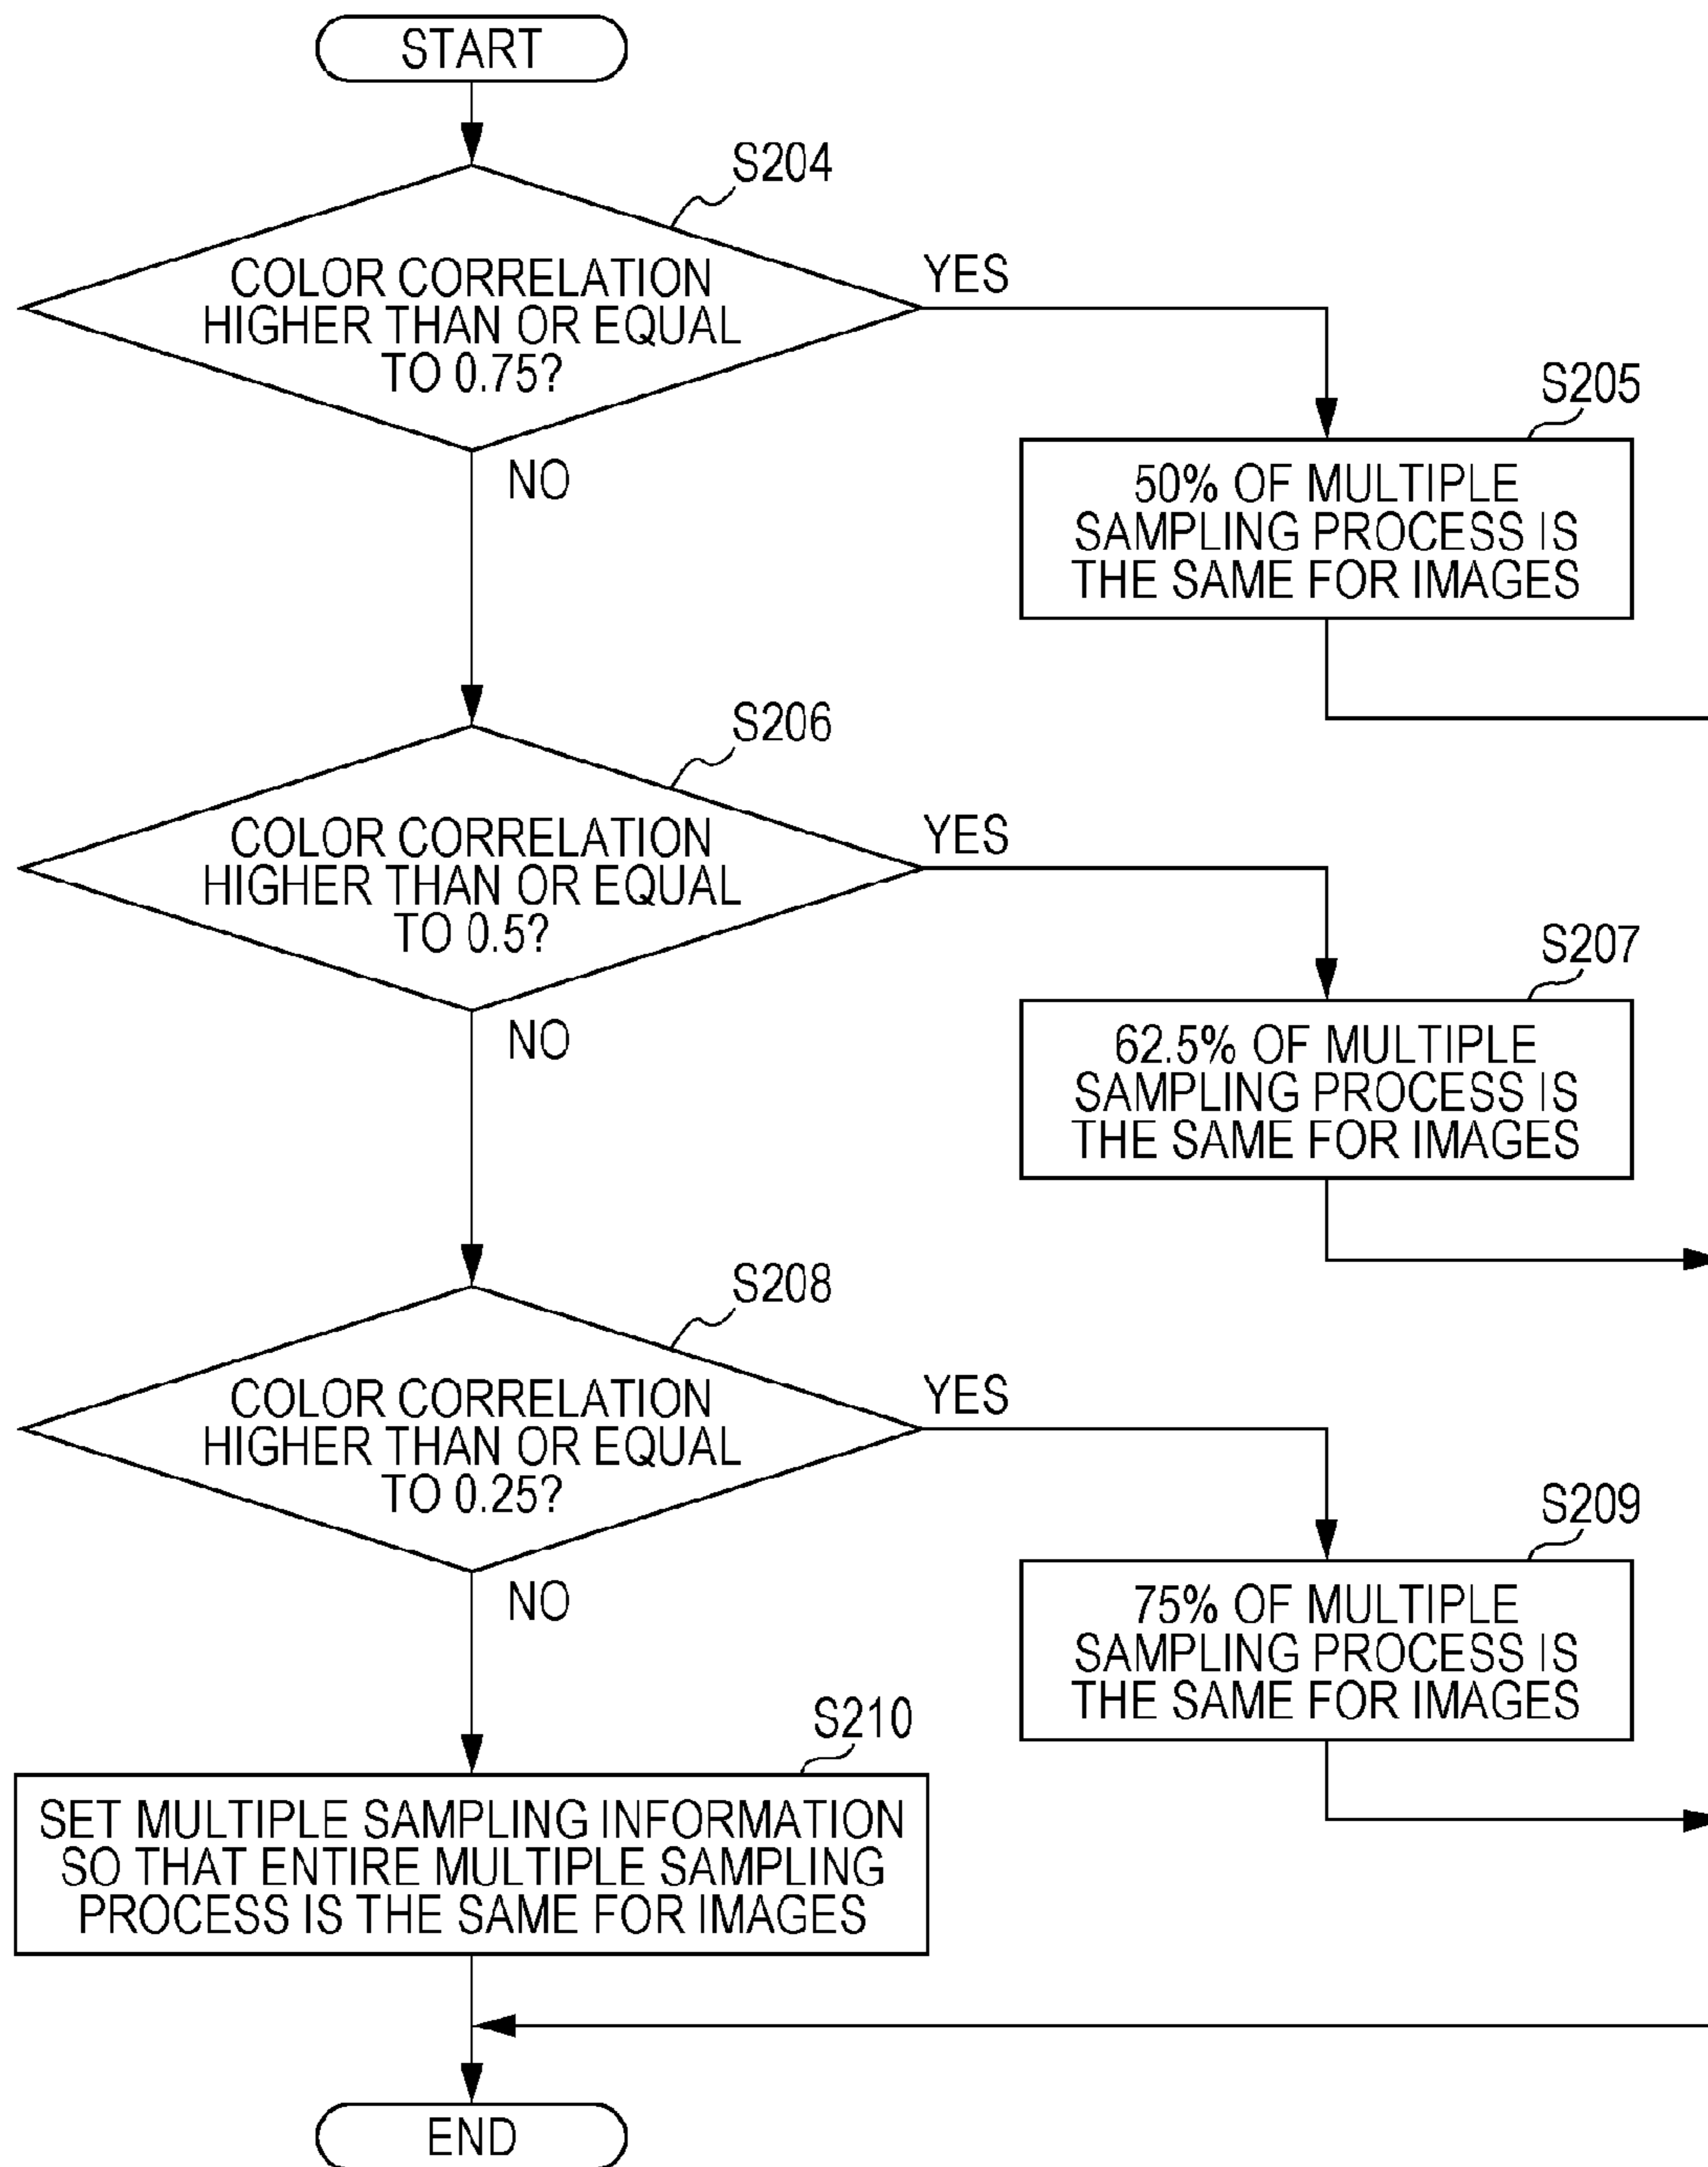 START
S204
COLOR CORRELATION
HIGHER THAN OR EQUAL
TO 0.75?
YES
NO
S205
50% OF MULTIPLE
SAMPLING PROCESS IS
THE SAME FOR IMAGES
S206
COLOR CORRELATION
HIGHER THAN OR EQUAL
TO 0.5?
YES
NO
S207
62.5% OF MULTIPLE
SAMPLING PROCESS IS
THE SAME FOR IMAGES
S208
COLOR CORRELATION
HIGHER THAN OR EQUAL
TO 0.25?
YES
NO
S209
75% OF MULTIPLE
SAMPLING PROCESS IS
THE SAME FOR IMAGES
S210
SET MULTIPLE SAMPLING INFORMATION
SO THAT ENTIRE MULTIPLE SAMPLING
PROCESS IS THE SAME FOR IMAGES
END